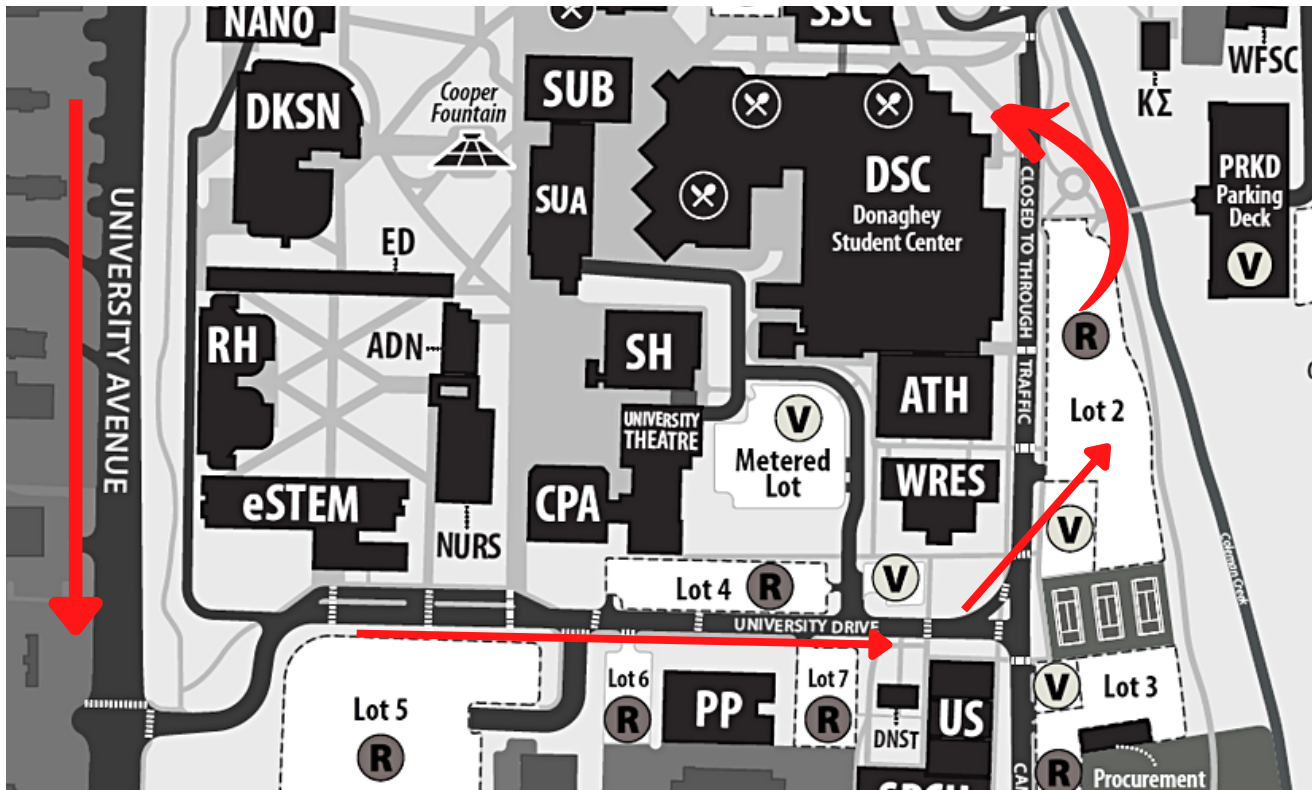 NANO
SSC
WFSC
KΣ
DKSN
Cooper
Fountain
SUB
PRKD
Parking
Deck
V
DSC
Donaghey
Student Center
SUA
ED
UNIVERSITY AVENUE
CLOSED TO THROUGH TRAFFIC
RH
ADN
SH
R
ATH
Lot 2
UNIVERSITY
THEATRE
V
Metered
Lot
WRES
eSTEM
CPA
NURS
V
Coleman Creek
Lot 4
R
V
UNIVERSITY DRIVE
Lot 5
R
Lot 6
R
PP
Lot 7
R
DNST
US
V
Lot 3
R
Procurement